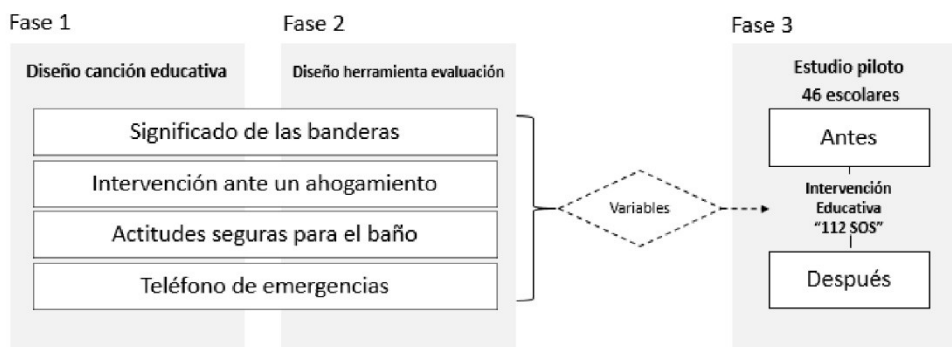 Fase 1
Diseño canción educativa
Fase 2
Diseño herramienta evaluación
Significado de las banderas
Intervención ante un ahogamiento
Actitudes seguras para el baño
Teléfono de emergencias
Variables
Fase 3
Estudio piloto
46 escolares
Antes
Intervención
Educativa
"112 SOS"
Después